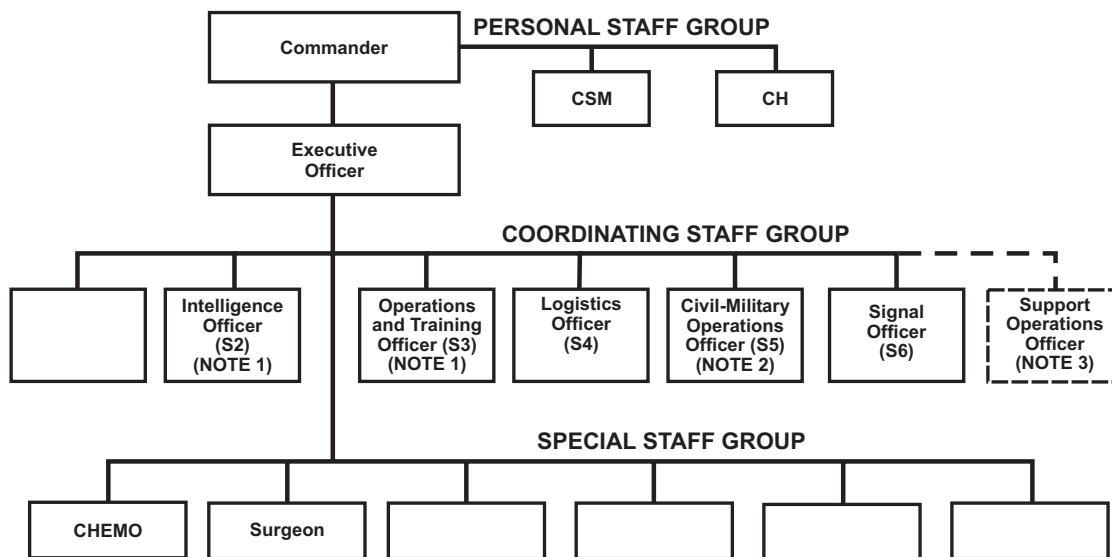 PERSONAL STAFF GROUP
Commander
CSM
CH
Executive
Officer
COORDINATING STAFF GROUP
Intelligence
Officer
(S2)
(NOTE 1)
Operations
and Training
Officer (S3)
(NOTE 1)
Logistics
Officer
(S4)
Civil-Military
Operations
Officer (S5)
(NOTE 2)
Signal
Officer
(S6)
Support
Operations
Officer
(NOTE 3)
SPECIAL STAFF GROUP
CHEMO
Surgeon